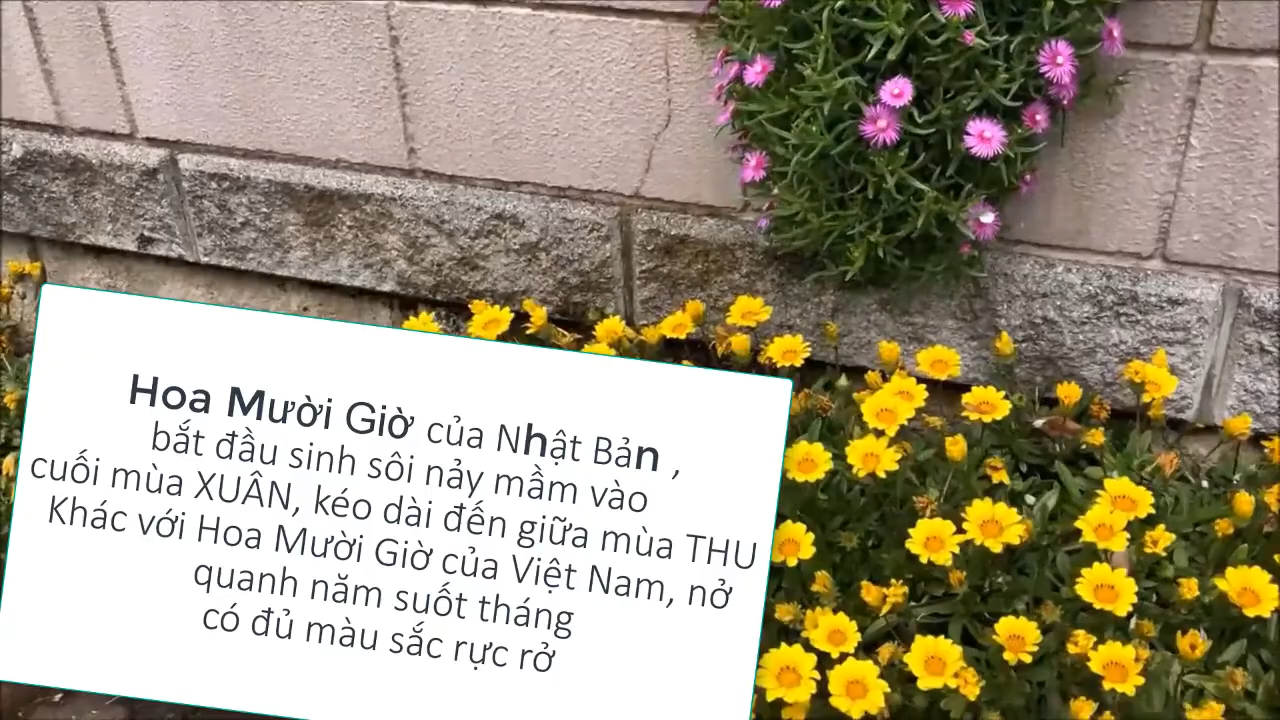 Hoa Mười Giờ của Nhật Bản ,
bắt đầu sinh sôi nảy mầm vào
cuối mùa XUÂN, kéo dài đến giữa mùa THU
Khác với Hoa Mười Giờ của Việt Nam, nở
quanh năm suốt tháng
có đủ màu sắc rực rỡ